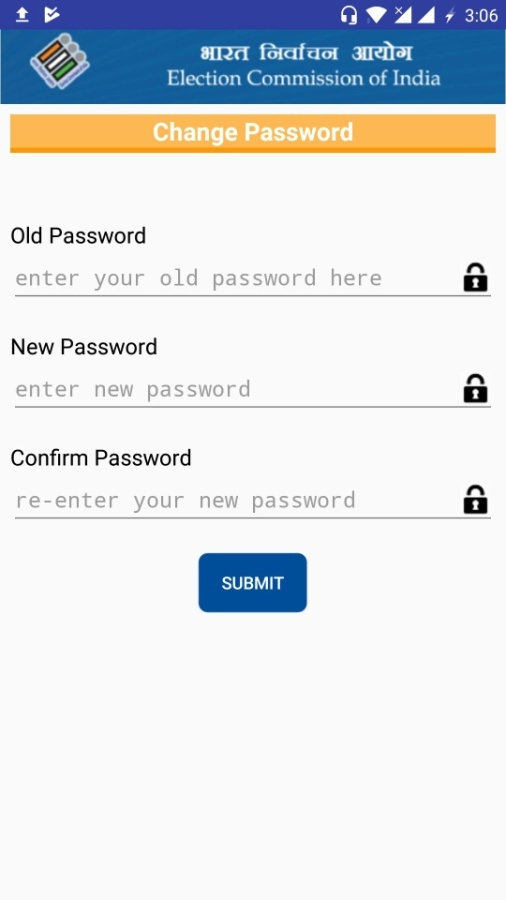 3:06
भारत निर्वाचन आयोग
Election Commission of India
Change Password
Old Password
enter your old password here
New Password
enter new password
Confirm Password
re-enter your new password
SUBMIT